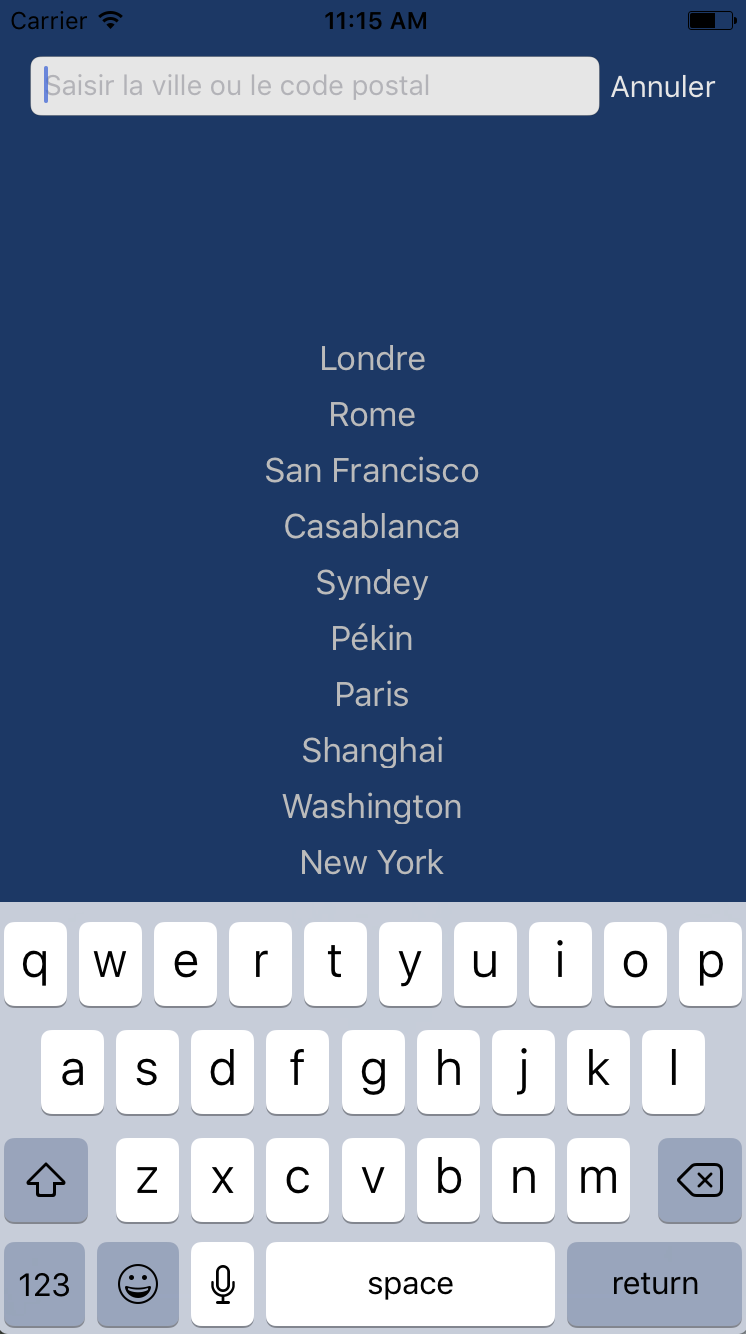 Carrier 11:15 AM
Saisir la ville ou le code postal Annuler
Londre
Rome
San Francisco
Casablanca
Syndey
Pékin
Paris
Shanghai
Washington
New York
q w e r t y u i o p
a s d f g h j k l
z x c v b n m
123 space return